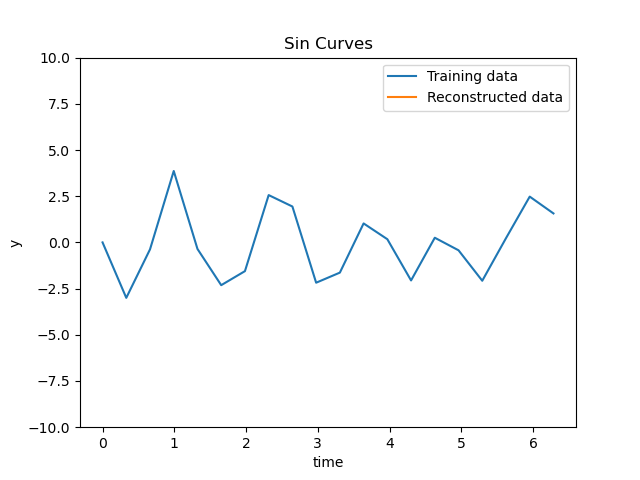 Sin Curves
Training data
Reconstructed data
10.0
7.5
5.0
2.5
0.0
−2.5
−5.0
−7.5
−10.0
y
0 1 2 3 4 5 6
time